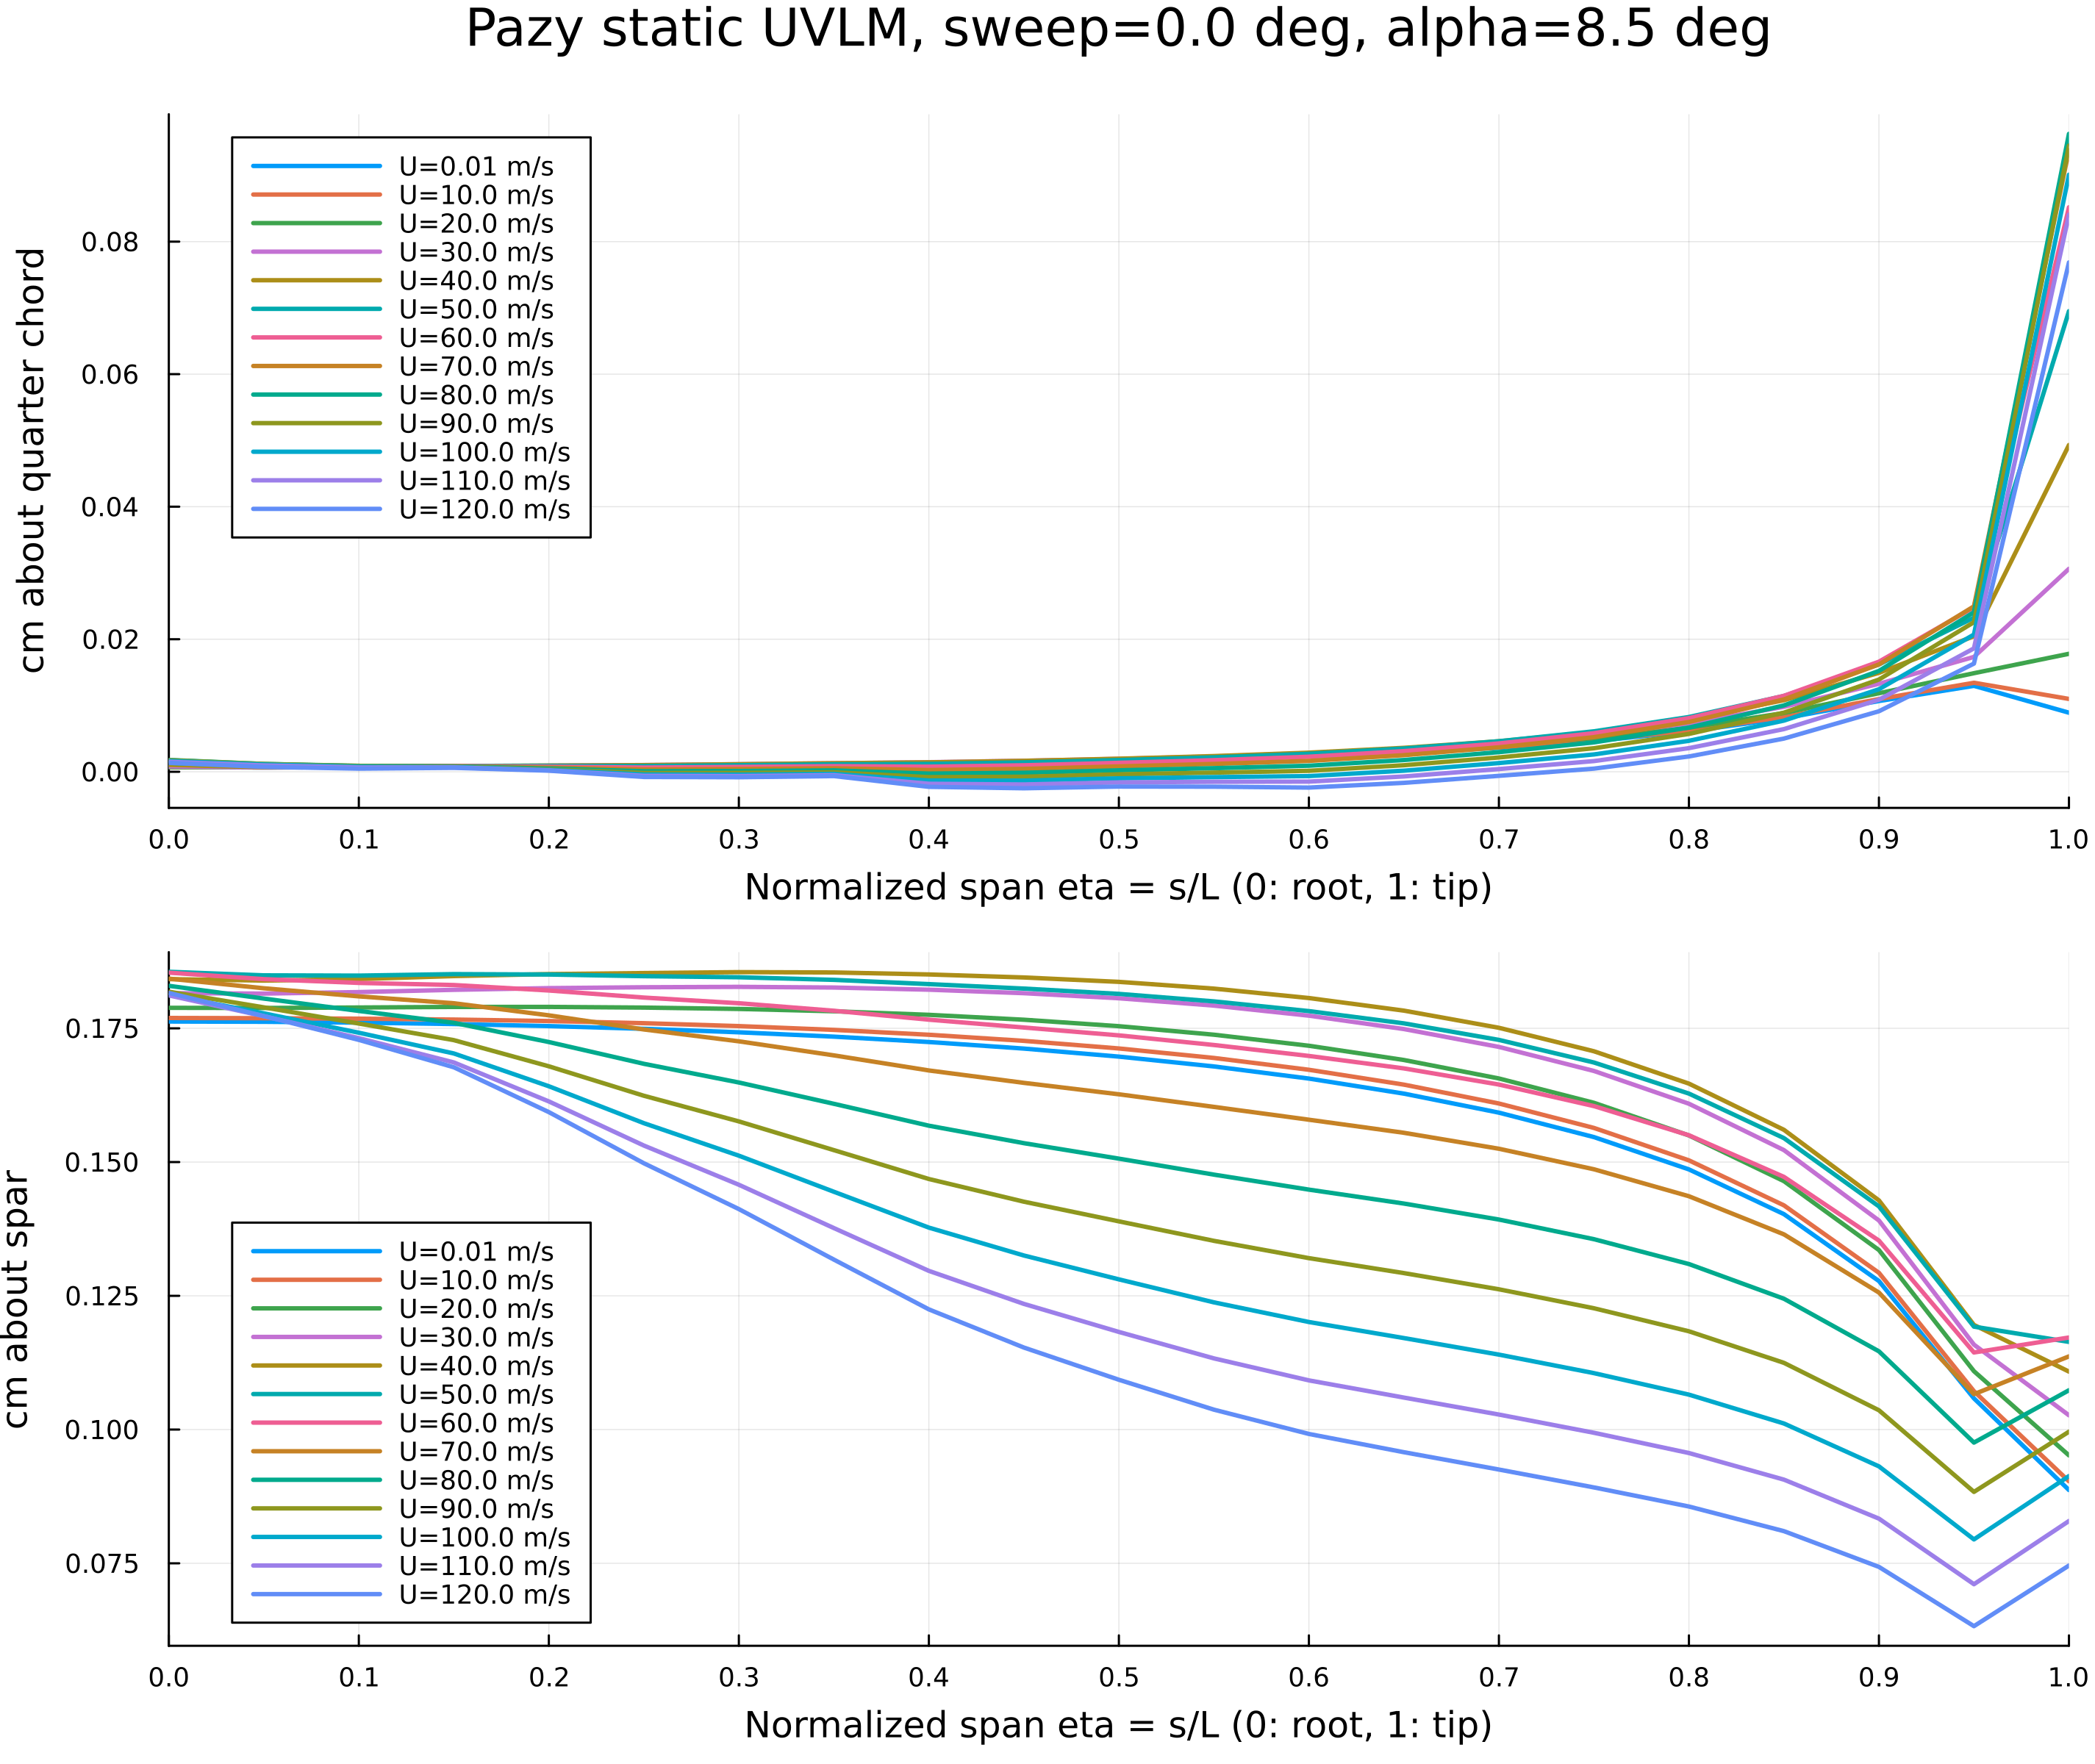 Pazy static UVLM, sweep=0.0 deg, alpha=8.5 deg
cm about quarter chord
0.08
0.06
0.04
0.02
0.00
U=0.01 m/s
U=10.0 m/s
U=20.0 m/s
U=30.0 m/s
U=40.0 m/s
U=50.0 m/s
U=60.0 m/s
U=70.0 m/s
U=80.0 m/s
U=90.0 m/s
U=100.0 m/s
U=110.0 m/s
U=120.0 m/s
0.0 0.1 0.2 0.3 0.4 0.5 0.6 0.7 0.8 0.9 1.0
Normalized span eta = s/L (0: root, 1: tip)
cm about spar
0.175
0.150
0.125
0.100
0.075
U=0.01 m/s
U=10.0 m/s
U=20.0 m/s
U=30.0 m/s
U=40.0 m/s
U=50.0 m/s
U=60.0 m/s
U=70.0 m/s
U=80.0 m/s
U=90.0 m/s
U=100.0 m/s
U=110.0 m/s
U=120.0 m/s
0.0 0.1 0.2 0.3 0.4 0.5 0.6 0.7 0.8 0.9 1.0
Normalized span eta = s/L (0: root, 1: tip)